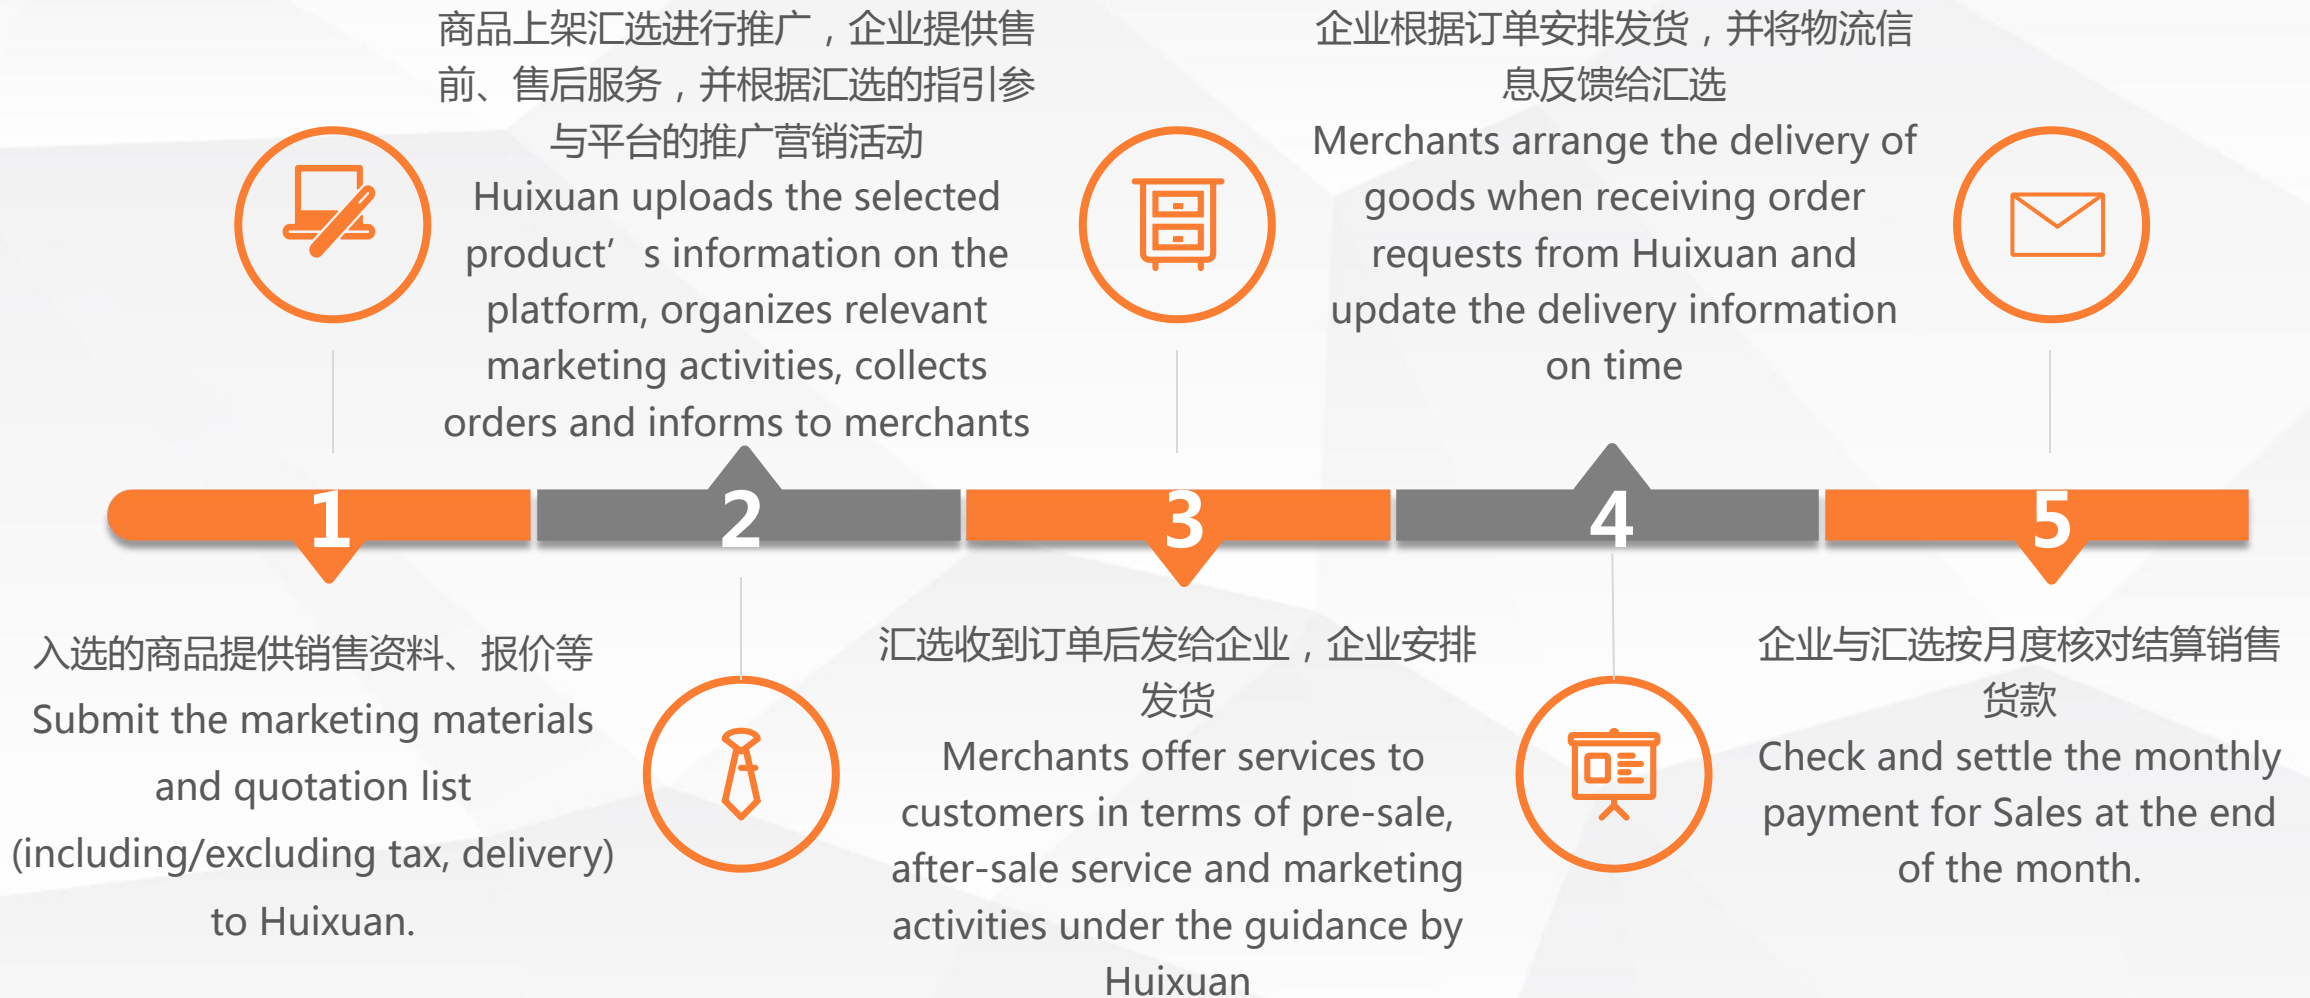 商品上架汇选进行推广，企业提供售
前、售后服务，并根据汇选的指引参
与平台的推广营销活动
Huixuan uploads the selected
product’s information on the
platform, organizes relevant
marketing activities, collects
orders and informs to merchants
企业根据订单安排发货，并将物流信
息反馈给汇选
Merchants arrange the delivery of
goods when receiving order
requests from Huixuan and
update the delivery information
on time
1
2
3
4
5
入选的商品提供销售资料、报价等
Submit the marketing materials
and quotation list
(including/excluding tax, delivery)
to Huixuan.
汇选收到订单后发给企业，企业安排
发货
Merchants offer services to
customers in terms of pre-sale,
after-sale service and marketing
activities under the guidance by
Huixuan
企业与汇选按月度核对结算销售
货款
Check and settle the monthly
payment for Sales at the end
of the month.